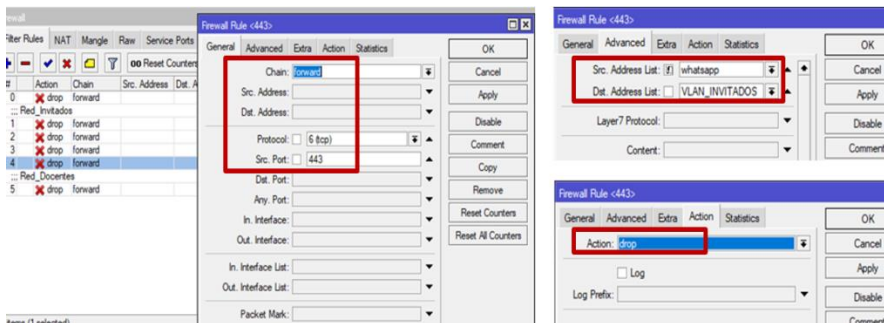 Filter Rules NAT Mangle Raw Service Ports
00 Reset Counters
# Action Chain Src. Address Dst. A
0 drop forward
::: Red_Invitados
1 drop forward
2 drop forward
3 drop forward
4 drop forward
::: Red_Docentes
5 drop forward
Firewall Rule <443>
General Advanced Extra Action Statistics
Chain: forward
Src. Address:
Dst. Address:
Protocol: 6 (tcp)
Src. Port: 443
Dst. Port:
Any. Port:
In. Interface:
Out. Interface:
In. Interface List:
Out. Interface List:
Packet Mark:
OK
Cancel
Apply
Disable
Comment
Copy
Remove
Reset Counters
Reset All Counters
Firewall Rule <443>
General Advanced Extra Action Statistics
Src. Address List: ! whatsapp
Dst. Address List: VLAN_INVITADOS
Layer7 Protocol:
Content:
OK
Cancel
Apply
Disable
Comment
Firewall Rule <443>
General Advanced Extra Action Statistics
Action: drop
Log
Log Prefix:
OK
Cancel
Apply
Disable
Comment